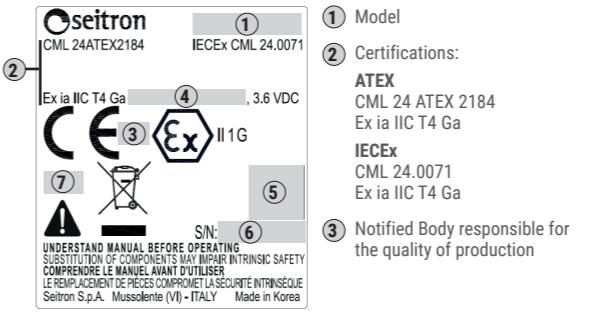 seitron
1
CML 24ATEX2184 IECEx CML 24.0071
2
Ex ia IIC T4 Ga 4 , 3.6 VDC
CE 3 Ex II 1 G
7
5
S/N: 6
UNDERSTAND MANUAL BEFORE OPERATING
SUBSTITUTION OF COMPONENTS MAY IMPAIR INTRINSIC SAFETY
COMPRENDRE LE MANUEL AVANT D'UTILISER
LE REMPLACEMENT DE PIÈCES COMPROMET LA SÉCURITÉ INTRINSÈQUE
Seitron S.p.A. Mussolente (VI) - ITALY Made in Korea
1 Model
2 Certifications:
ATEX
CML 24 ATEX 2184
Ex ia IIC T4 Ga
IECEx
CML 24.0071
Ex ia IIC T4 Ga
3 Notified Body responsible for
the quality of production